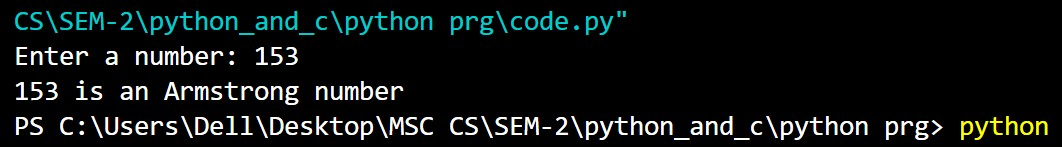 CS\SEM-2\python_and_c\python prg\code.py"
Enter a number: 153
153 is an Armstrong number
PS C:\Users\Dell\Desktop\MSC CS\SEM-2\python_and_c\python prg> python